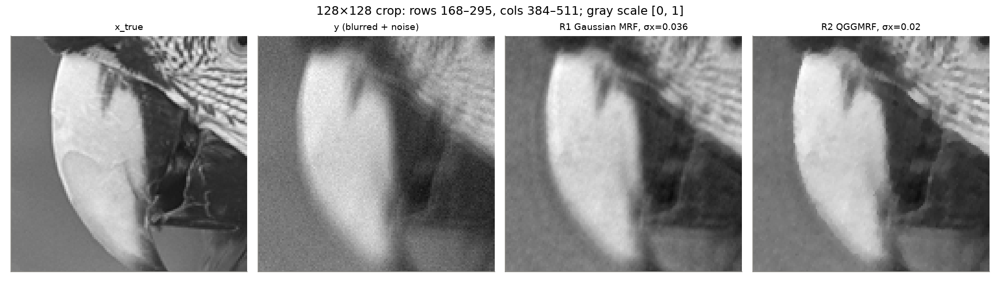 128×128 crop: rows 168–295, cols 384–511; gray scale [0, 1]
x_true
y (blurred + noise)
R1 Gaussian MRF, σx=0.036
R2 QGGMRF, σx=0.02